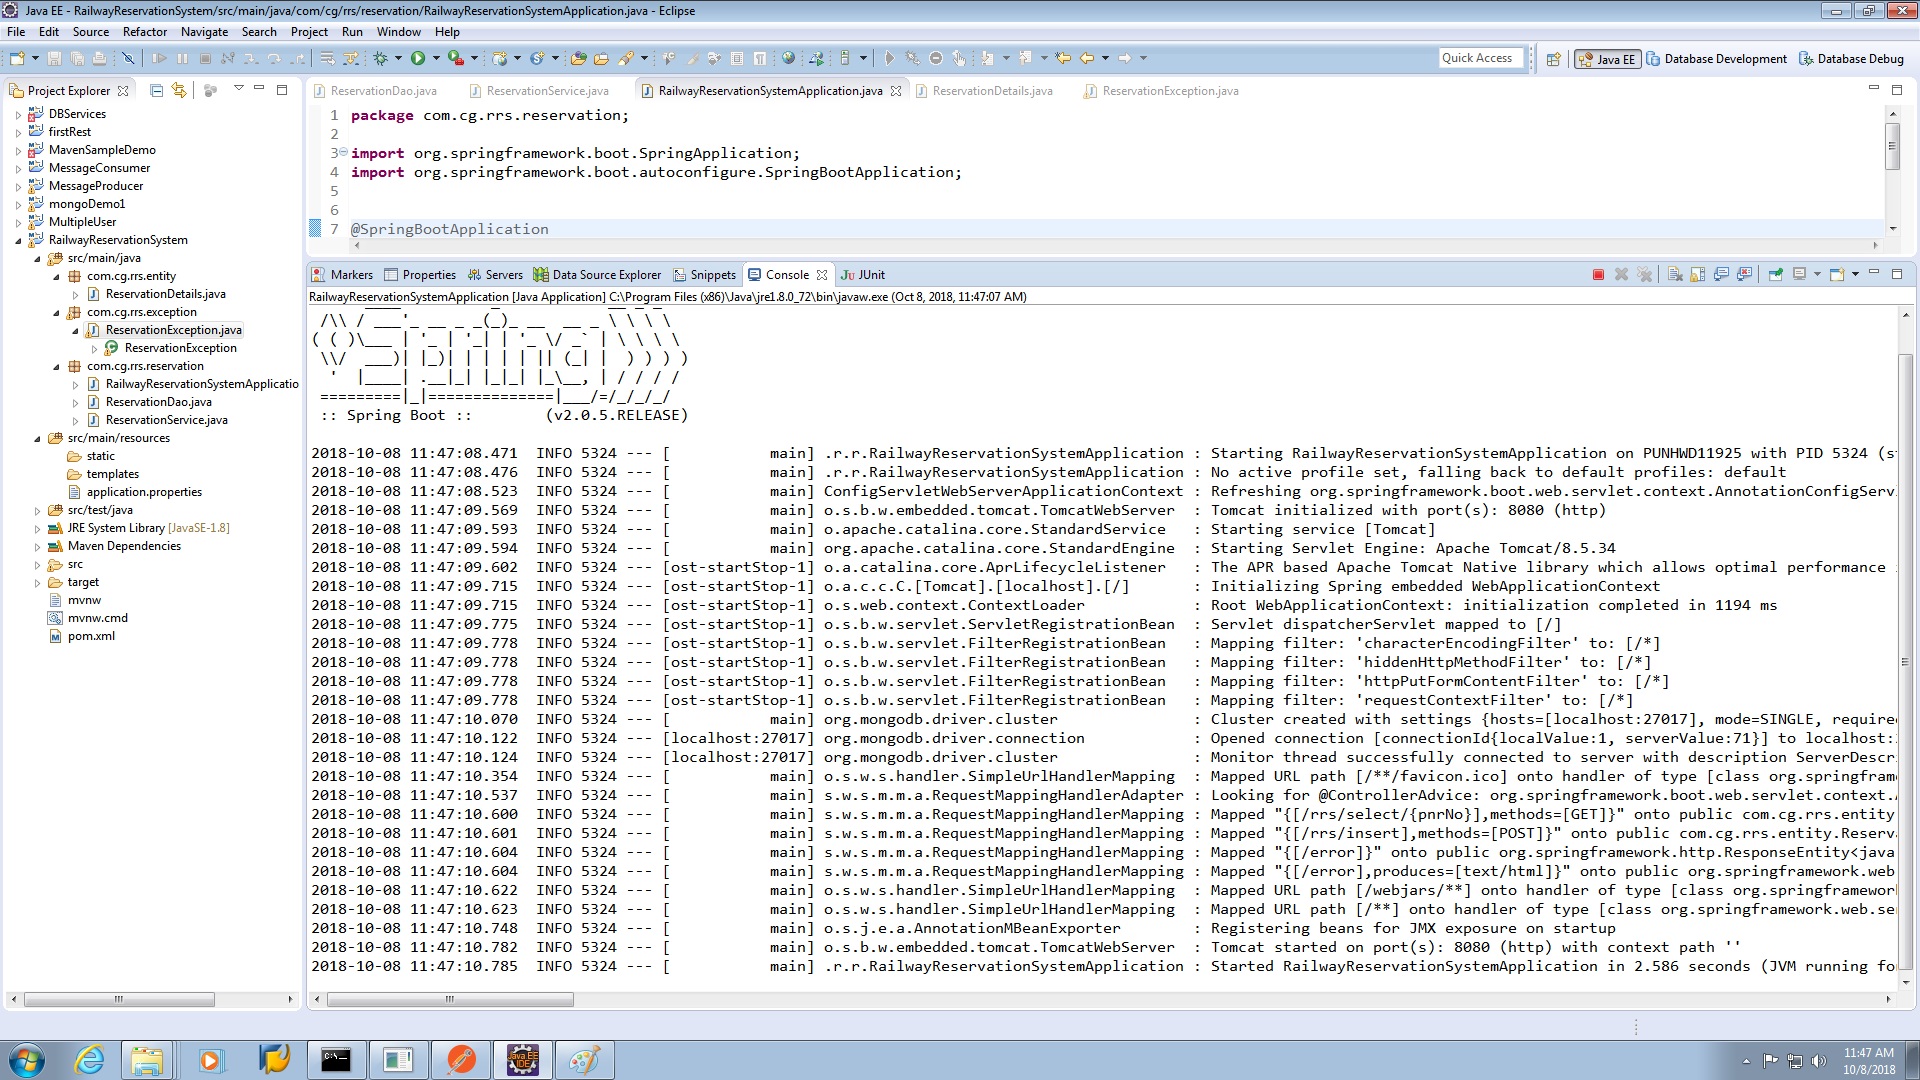 Java EE - RailwayReservationSystem/src/main/java/com/cg/rrs/reservation/RailwayReservationSystemApplication.java - Eclipse
File Edit Source Refactor Navigate Search Project Run Window Help
Quick Access Java EE Database Development Database Debug
Project Explorer
DBServices
firstRest
MavenSampleDemo
MessageConsumer
MessageProducer
mongoDemo1
MultipleUser
RailwayReservationSystem
src/main/java
com.cg.rrs.entity
ReservationDetails.java
com.cg.rrs.exception
ReservationException.java
ReservationException
com.cg.rrs.reservation
RailwayReservationSystemApplicatio
ReservationDao.java
ReservationService.java
src/main/resources
static
templates
application.properties
src/test/java
JRE System Library [JavaSE-1.8]
Maven Dependencies
src
target
mvnw
mvnw.cmd
pom.xml
ReservationDao.java ReservationService.java RailwayReservationSystemApplication.java ReservationDetails.java ReservationException.java
1 package com.cg.rrs.reservation;
2
3 import org.springframework.boot.SpringApplication;
4 import org.springframework.boot.autoconfigure.SpringBootApplication;
5
6
7 @SpringBootApplication
Markers Properties Servers Data Source Explorer Snippets Console JUnit
RailwayReservationSystemApplication [Java Application] C:\Program Files (x86)\Java\jre1.8.0_72\bin\javaw.exe (Oct 8, 2018, 11:47:07 AM)
 /\\ / ___'_ __ _ _(_)_ __  __ _ \ \ \ \
( ( )\___ | '_ | '_| | '_ \/ _` | \ \ \ \
 \\/  ___)| |_)| | | | | || (_| |  ) ) ) )
  '  |____| .__|_| |_|_| |_\__, | / / / /
 =========|_|==============|___/=/_/_/_/
:: Spring Boot :: (v2.0.5.RELEASE)
2018-10-08 11:47:08.471 INFO 5324 --- [ main] .r.r.RailwayReservationSystemApplication : Starting RailwayReservationSystemApplication on PUNHWD11925 with PID 5324 (s
2018-10-08 11:47:08.476 INFO 5324 --- [ main] .r.r.RailwayReservationSystemApplication : No active profile set, falling back to default profiles: default
2018-10-08 11:47:08.523 INFO 5324 --- [ main] ConfigServletWebServerApplicationContext : Refreshing org.springframework.boot.web.servlet.context.AnnotationConfigServ
2018-10-08 11:47:09.569 INFO 5324 --- [ main] o.s.b.w.embedded.tomcat.TomcatWebServer : Tomcat initialized with port(s): 8080 (http)
2018-10-08 11:47:09.593 INFO 5324 --- [ main] o.apache.catalina.core.StandardService : Starting service [Tomcat]
2018-10-08 11:47:09.594 INFO 5324 --- [ main] org.apache.catalina.core.StandardEngine : Starting Servlet Engine: Apache Tomcat/8.5.34
2018-10-08 11:47:09.602 INFO 5324 --- [ost-startStop-1] o.a.catalina.core.AprLifecycleListener : The APR based Apache Tomcat Native library which allows optimal performance
2018-10-08 11:47:09.715 INFO 5324 --- [ost-startStop-1] o.a.c.c.C.[Tomcat].[localhost].[/] : Initializing Spring embedded WebApplicationContext
2018-10-08 11:47:09.715 INFO 5324 --- [ost-startStop-1] o.s.web.context.ContextLoader : Root WebApplicationContext: initialization completed in 1194 ms
2018-10-08 11:47:09.775 INFO 5324 --- [ost-startStop-1] o.s.b.w.servlet.ServletRegistrationBean : Servlet dispatcherServlet mapped to [/]
2018-10-08 11:47:09.778 INFO 5324 --- [ost-startStop-1] o.s.b.w.servlet.FilterRegistrationBean : Mapping filter: 'characterEncodingFilter' to: [/*]
2018-10-08 11:47:09.778 INFO 5324 --- [ost-startStop-1] o.s.b.w.servlet.FilterRegistrationBean : Mapping filter: 'hiddenHttpMethodFilter' to: [/*]
2018-10-08 11:47:09.778 INFO 5324 --- [ost-startStop-1] o.s.b.w.servlet.FilterRegistrationBean : Mapping filter: 'httpPutFormContentFilter' to: [/*]
2018-10-08 11:47:09.778 INFO 5324 --- [ost-startStop-1] o.s.b.w.servlet.FilterRegistrationBean : Mapping filter: 'requestContextFilter' to: [/*]
2018-10-08 11:47:10.070 INFO 5324 --- [ main] org.mongodb.driver.cluster : Cluster created with settings {hosts=[localhost:27017], mode=SINGLE, require
2018-10-08 11:47:10.122 INFO 5324 --- [localhost:27017] org.mongodb.driver.connection : Opened connection [connectionId{localValue:1, serverValue:71}] to localhost:
2018-10-08 11:47:10.124 INFO 5324 --- [localhost:27017] org.mongodb.driver.cluster : Monitor thread successfully connected to server with description ServerDescr
2018-10-08 11:47:10.354 INFO 5324 --- [ main] o.s.w.s.handler.SimpleUrlHandlerMapping : Mapped URL path [/**/favicon.ico] onto handler of type [class org.springfram
2018-10-08 11:47:10.537 INFO 5324 --- [ main] s.w.s.m.m.a.RequestMappingHandlerAdapter : Looking for @ControllerAdvice: org.springframework.boot.web.servlet.context.
2018-10-08 11:47:10.600 INFO 5324 --- [ main] s.w.s.m.m.a.RequestMappingHandlerMapping : Mapped "{[/rrs/select/{pnrNo}],methods=[GET]}" onto public com.cg.rrs.entity
2018-10-08 11:47:10.601 INFO 5324 --- [ main] s.w.s.m.m.a.RequestMappingHandlerMapping : Mapped "{[/rrs/insert],methods=[POST]}" onto public com.cg.rrs.entity.Reserv
2018-10-08 11:47:10.604 INFO 5324 --- [ main] s.w.s.m.m.a.RequestMappingHandlerMapping : Mapped "{[/error]}" onto public org.springframework.http.ResponseEntity<java
2018-10-08 11:47:10.604 INFO 5324 --- [ main] s.w.s.m.m.a.RequestMappingHandlerMapping : Mapped "{[/error],produces=[text/html]}" onto public org.springframework.web
2018-10-08 11:47:10.622 INFO 5324 --- [ main] o.s.w.s.handler.SimpleUrlHandlerMapping : Mapped URL path [/webjars/**] onto handler of type [class org.springframewor
2018-10-08 11:47:10.623 INFO 5324 --- [ main] o.s.w.s.handler.SimpleUrlHandlerMapping : Mapped URL path [/**] onto handler of type [class org.springframework.web.se
2018-10-08 11:47:10.748 INFO 5324 --- [ main] o.s.j.e.a.AnnotationMBeanExporter : Registering beans for JMX exposure on startup
2018-10-08 11:47:10.782 INFO 5324 --- [ main] o.s.b.w.embedded.tomcat.TomcatWebServer : Tomcat started on port(s): 8080 (http) with context path ''
2018-10-08 11:47:10.785 INFO 5324 --- [ main] .r.r.RailwayReservationSystemApplication : Started RailwayReservationSystemApplication in 2.586 seconds (JVM running fo
11:47 AM
10/8/2018